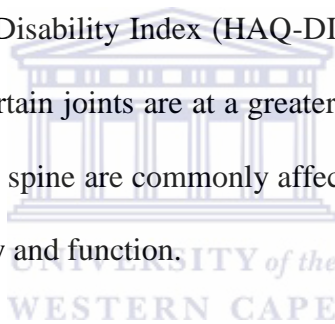 Disability Index (HAQ-DI
rtain joints are at a greater
spine are commonly affec
y and function.
UNIVERSITY of the
WESTERN CAPE